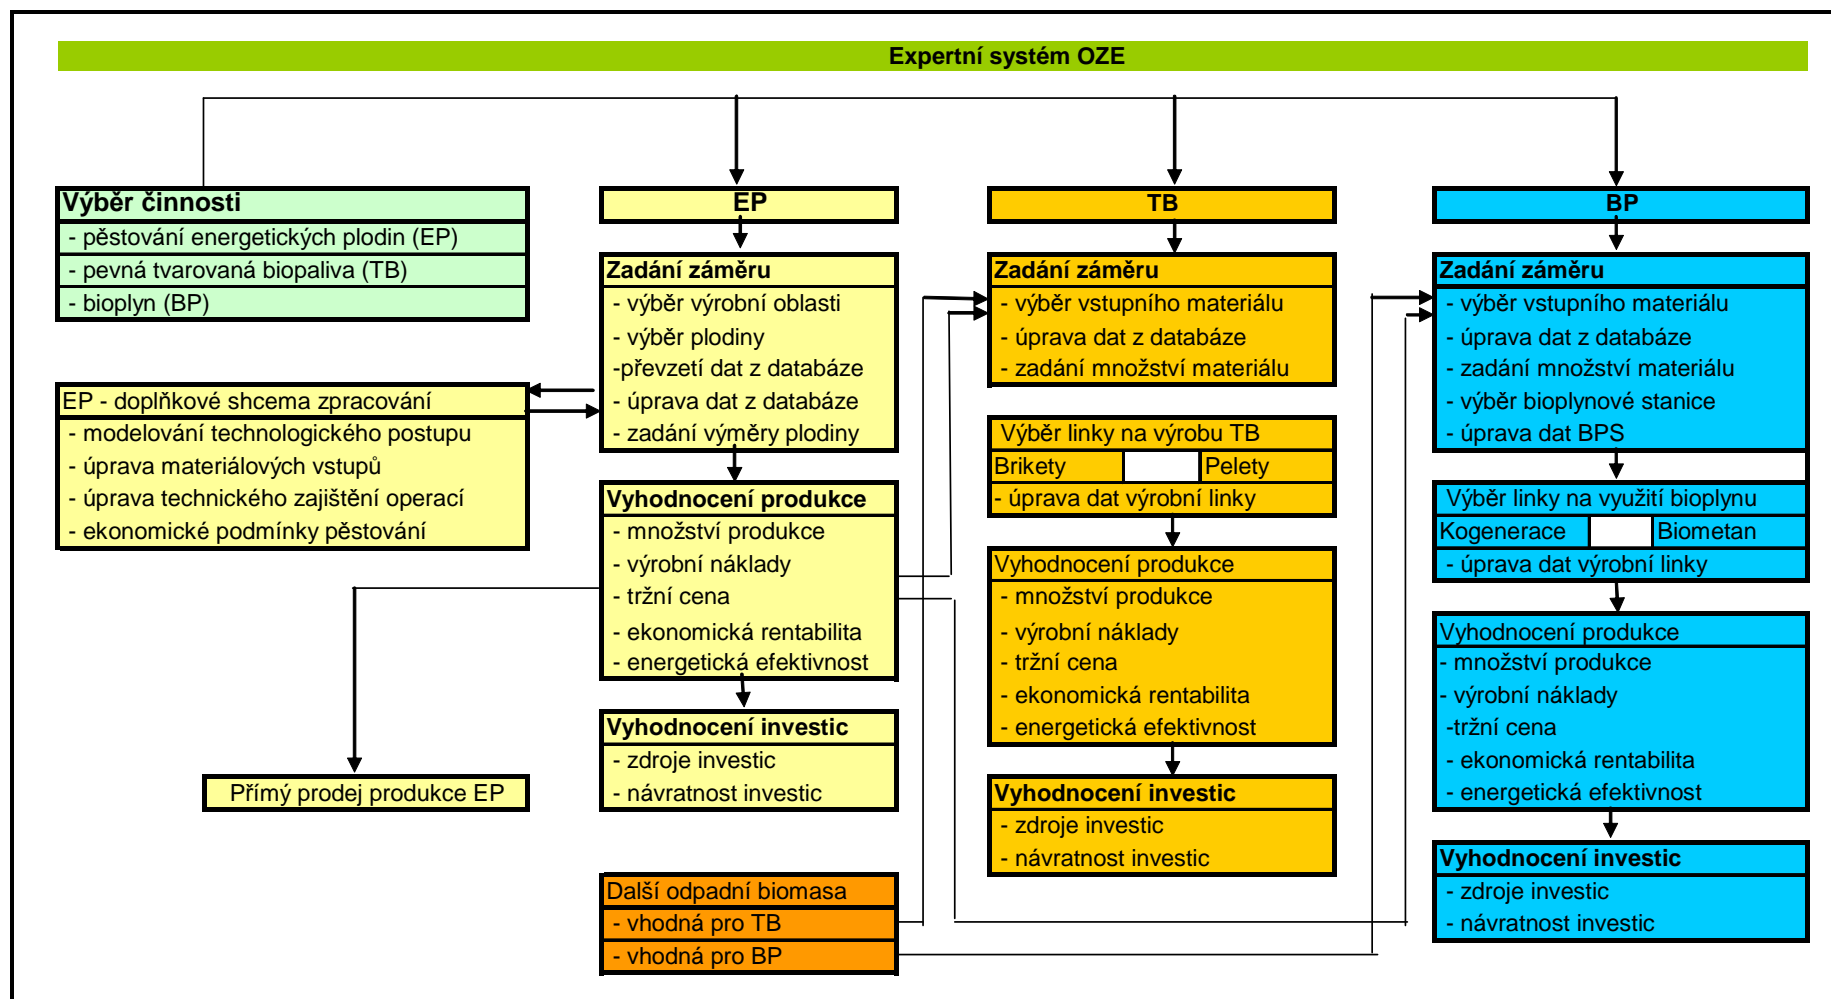 Expertní systém OZE
Výběr činnosti
- pěstování energetických plodin (EP)
- pevná tvarovaná biopaliva (TB)
- bioplyn (BP)
EP - doplňkové shcema zpracování
- modelování technologického postupu
- úprava materiálových vstupů
- úprava technického zajištění operací
- ekonomické podmínky pěstování
Přímý prodej produkce EP
EP
Zadání záměru
- výběr výrobní oblasti
- výběr plodiny
-převzetí dat z databáze
- úprava dat z databáze
- zadání výměry plodiny
Vyhodnocení produkce
- množství produkce
- výrobní náklady
- tržní cena
- ekonomická rentabilita
- energetická efektivnost
Vyhodnocení investic
- zdroje investic
- návratnost investic
Další odpadní biomasa
- vhodná pro TB
- vhodná pro BP
TB
Zadání záměru
- výběr vstupního materiálu
- úprava dat z databáze
- zadání množství materiálu
Výběr linky na výrobu TB
Brikety Pelety
- úprava dat výrobní linky
Vyhodnocení produkce
- množství produkce
- výrobní náklady
- tržní cena
- ekonomická rentabilita
- energetická efektivnost
Vyhodnocení investic
- zdroje investic
- návratnost investic
BP
Zadání záměru
- výběr vstupního materiálu
- úprava dat z databáze
- zadání množství materiálu
- výběr bioplynové stanice
- úprava dat BPS
Výběr linky na využití bioplynu
Kogenerace Biometan
- úprava dat výrobní linky
Vyhodnocení produkce
- množství produkce
- výrobní náklady
-tržní cena
- ekonomická rentabilita
- energetická efektivnost
Vyhodnocení investic
- zdroje investic
- návratnost investic